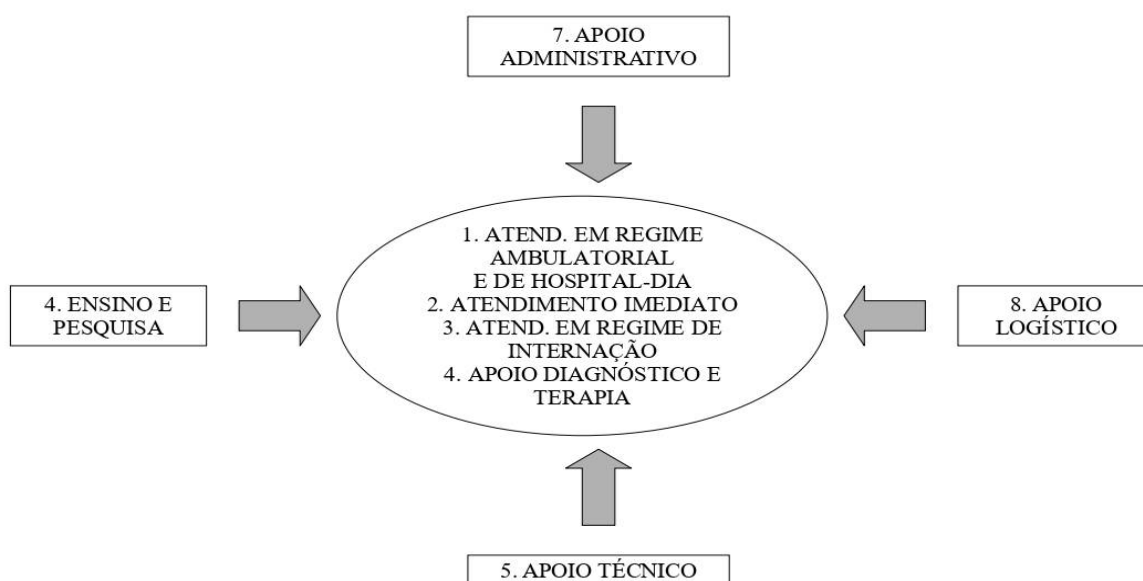 7. APOIO
ADMINISTRATIVO
1. ATEND. EM REGIME
AMBULATORIAL
E DE HOSPITAL-DIA
2. ATENDIMENTO IMEDIATO
3. ATEND. EM REGIME DE
INTERNAÇÃO
4. APOIO DIAGNÓSTICO E
TERAPIA
4. ENSINO E
PESQUISA
8. APOIO
LOGÍSTICO
5. APOIO TÉCNICO